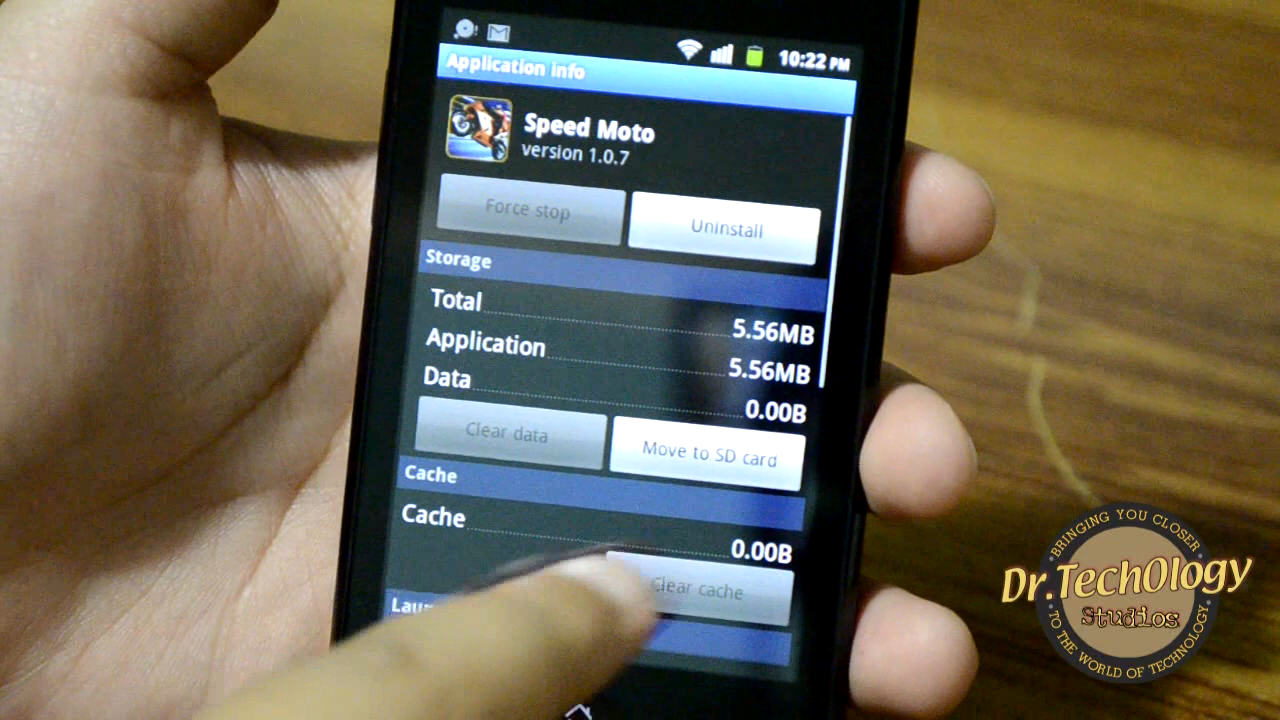 10:22 PM
Application info
Speed Moto
version 1.0.7
Force stop
Uninstall
Storage
Total 5.56MB
Application 5.56MB
Data 0.00B
Clear data
Move to SD card
Cache
Cache 0.00B
Clear cache
BRINGING YOU CLOSER
Dr.TechOlogy
Studios
TO THE WORLD OF TECHNOLOGY